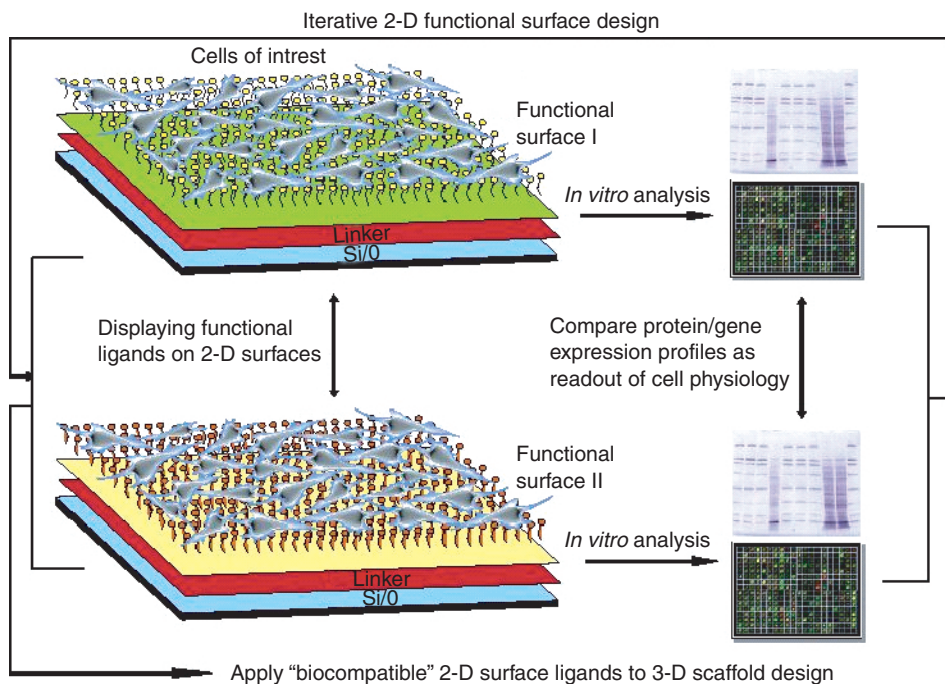 Iterative 2-D functional surface design
Cells of intrest
Functional
surface I
In vitro analysis
Linker
Si/0
Displaying functional
ligands on 2-D surfaces
Compare protein/gene
expression profiles as
readout of cell physiology
Functional
surface II
In vitro analysis
Linker
Si/0
Apply “biocompatible” 2-D surface ligands to 3-D scaffold design